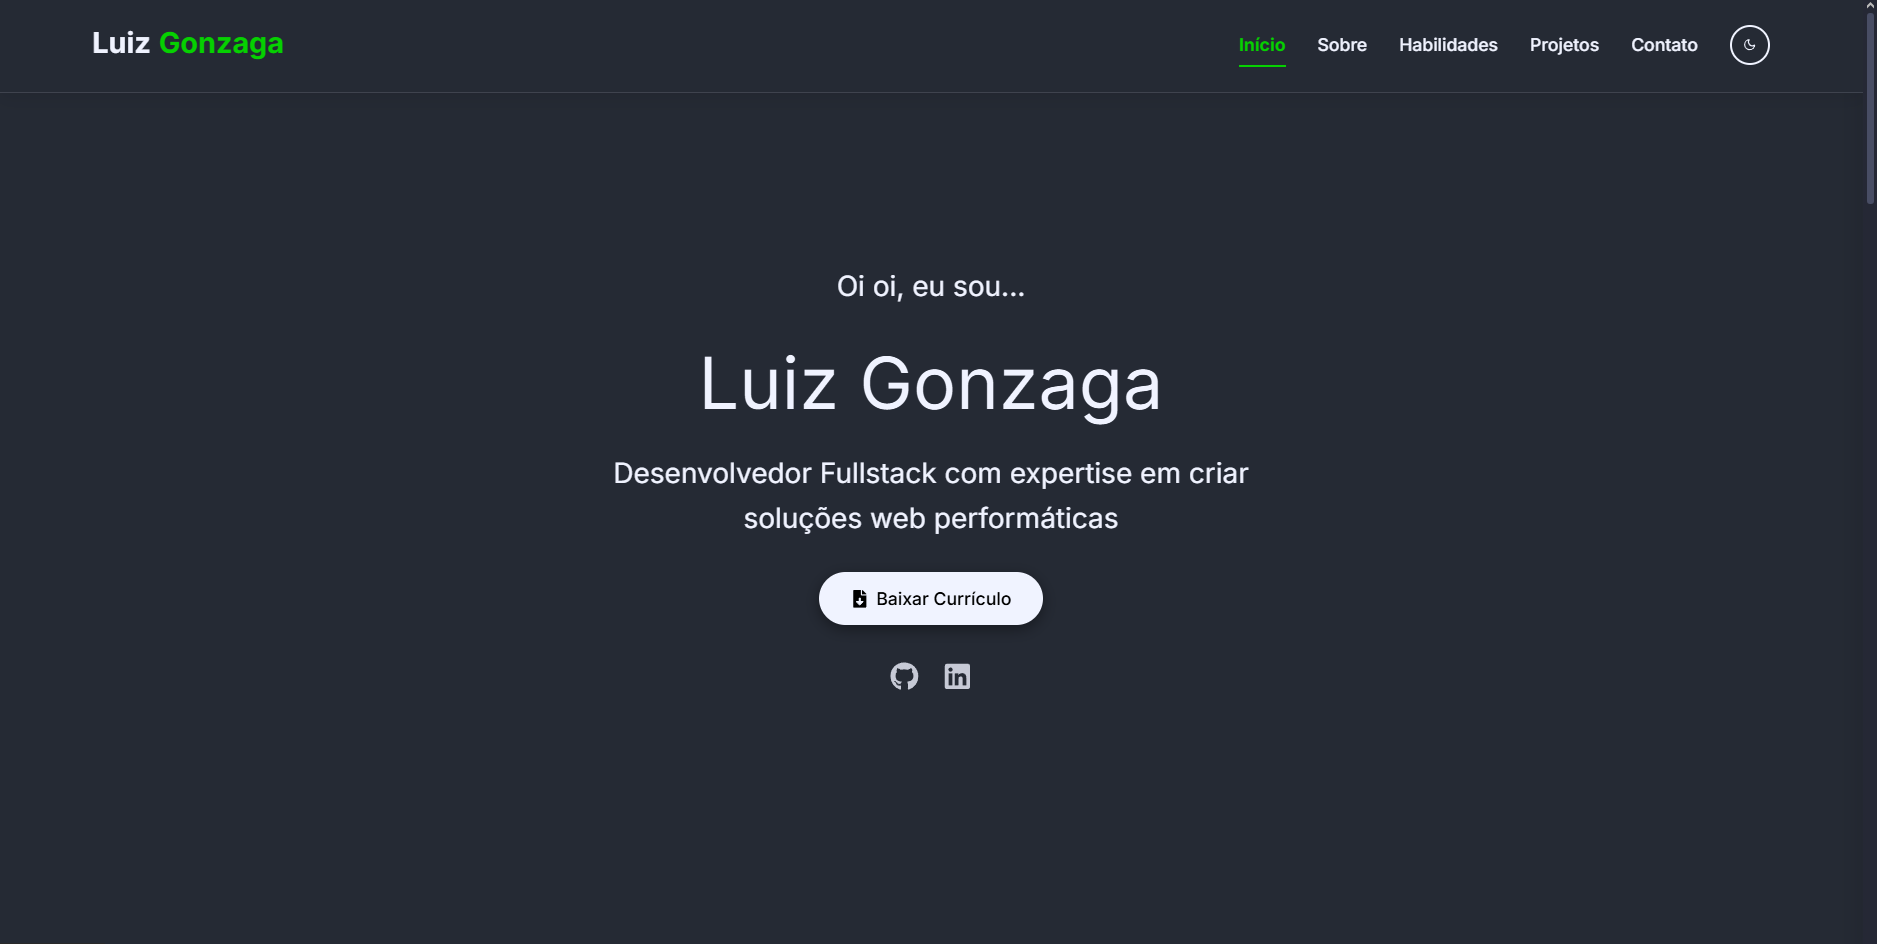 Luiz Gonzaga
Início Sobre Habilidades Projetos Contato
Oi oi, eu sou...
Luiz Gonzaga
Desenvolvedor Fullstack com expertise em criar
soluções web performáticas
Baixar Currículo
in